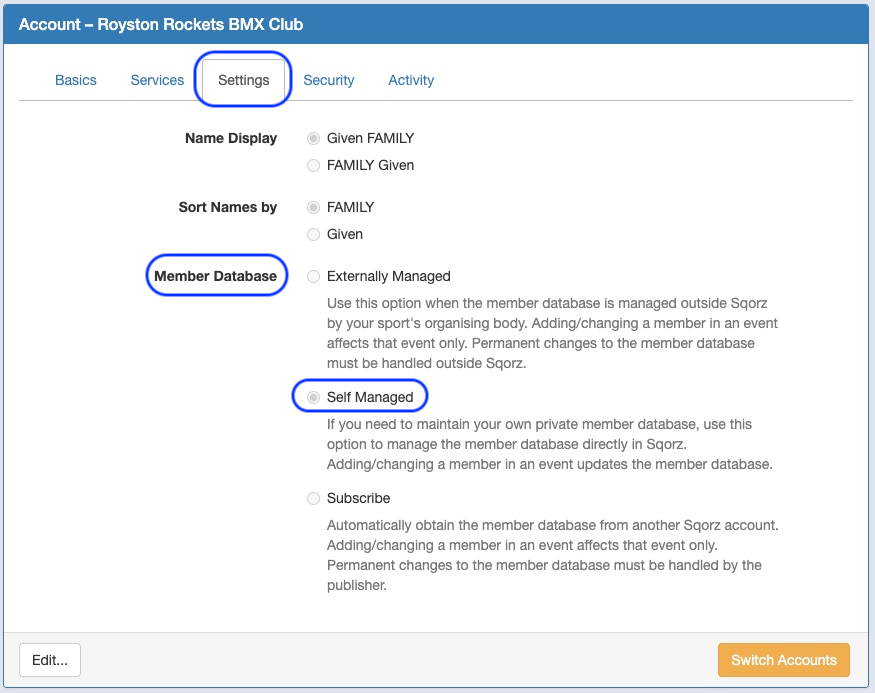 Account – Royston Rockets BMX Club
Basics Services Settings Security Activity
Name Display Given FAMILY
FAMILY Given
Sort Names by FAMILY
Given
Member Database Externally Managed
Use this option when the member database is managed outside Sqorz
by your sport's organising body. Adding/changing a member in an event
affects that event only. Permanent changes to the member database
must be handled outside Sqorz.
Self Managed
If you need to maintain your own private member database, use this
option to manage the member database directly in Sqorz.
Adding/changing a member in an event updates the member database.
Subscribe
Automatically obtain the member database from another Sqorz account.
Adding/changing a member in an event affects that event only.
Permanent changes to the member database must be handled by the
publisher.
Edit... Switch Accounts